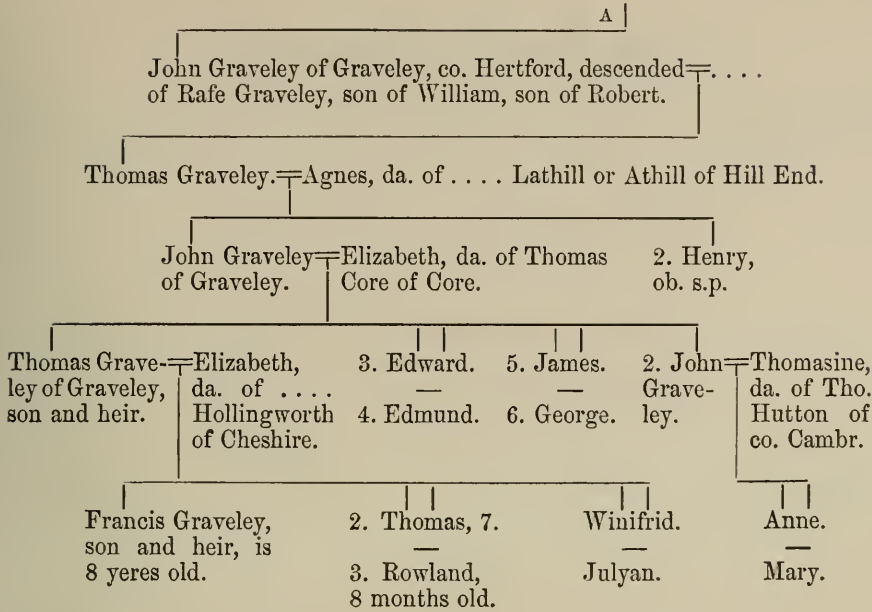 A
John Graveley of Graveley, co. Hertford, descended=. . . .
of Rafe Graveley, son of William, son of Robert.
Thomas Graveley.=Agnes, da. of . . . . Lathill or Athill of Hill End.
John Graveley=Elizabeth, da. of Thomas
of Graveley. Core of Core.
2. Henry,
ob. s.p.
Thomas Grave-
ley of Graveley,
son and heir.
=Elizabeth,
da. of . . . .
Hollingworth
of Cheshire.
3. Edward.
—
4. Edmund.
5. James.
—
6. George.
2. John
Grave-
ley.
=Thomasine,
da. of Tho.
Hutton of
co. Cambr.
Francis Graveley,
son and heir, is
8 yeres old.
2. Thomas, 7.
—
3. Rowland,
8 months old.
Winifrid.
—
Julyan.
Anne.
—
Mary.